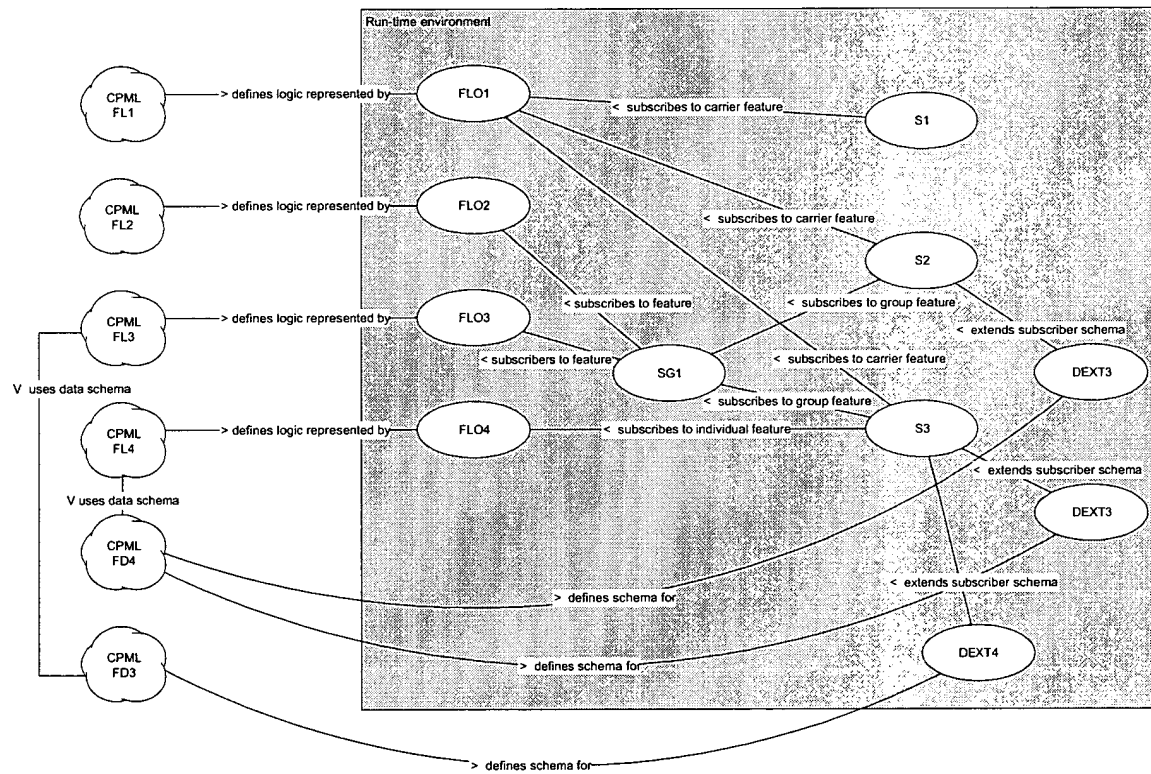 Run-time environment
CPML
FL1
> defines logic represented by
FLO1
< subscribes to carrier feature
S1
CPML
FL2
> defines logic represented by
FLO2
< subscribes to carrier feature
S2
CPML
FL3
> defines logic represented by
FLO3
< subscribes to feature
< subscribes to group feature
< extends subscriber schema
< subscribers to feature
SG1
< subscribes to carrier feature
DEXT3
V uses data schema
< subscribes to group feature
CPML
FL4
> defines logic represented by
FLO4
< subscribes to individual feature
S3
< extends subscriber schema
V uses data schema
DEXT3
CPML
FD4
< extends subscriber schema
> defines schema for
CPML
FD3
> defines schema for
DEXT4
> defines schema for